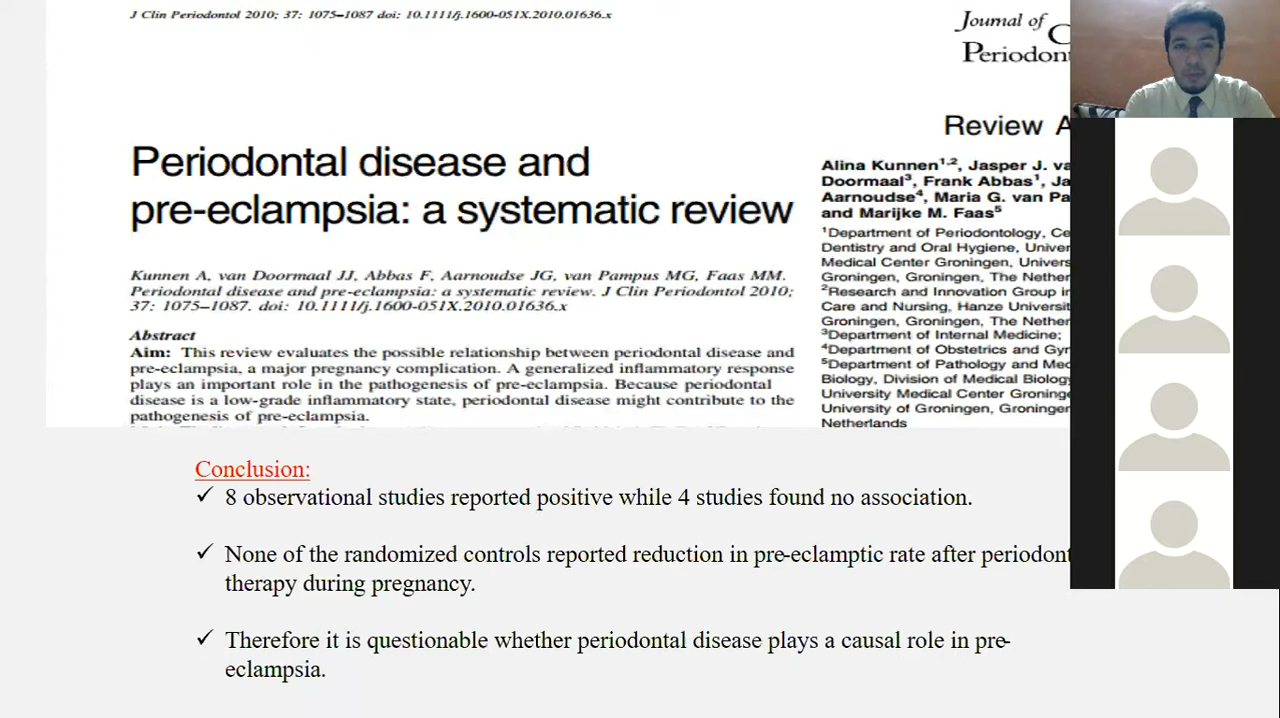 J Clin Periodontol 2010; 37: 1075–1087 doi: 10.1111/j.1600-051X.2010.01636.x
Journal of
Periodont
Periodontal disease and
pre-eclampsia: a systematic review
Kunnen A, van Doormaal JJ, Abbas F, Aarnoudse JG, van Pampus MG, Faas MM.
Periodontal disease and pre-eclampsia: a systematic review. J Clin Periodontol 2010;
37: 1075–1087. doi: 10.1111/j.1600-051X.2010.01636.x
Abstract
Aim: This review evaluates the possible relationship between periodontal disease and
pre-eclampsia, a major pregnancy complication. A generalized inflammatory response
plays an important role in the pathogenesis of pre-eclampsia. Because periodontal
disease is a low-grade inflammatory state, periodontal disease might contribute to the
pathogenesis of pre-eclampsia.
Review A
Alina Kunnen1,2, Jasper J. va
Doormaal3, Frank Abbas1, Ja
Aarnoudse4, Maria G. van Pa
and Marijke M. Faas5
1Department of Periodontology, Ce
Dentistry and Oral Hygiene, Univer
Medical Center Groningen, Univers
Groningen, Groningen, The Nether
2Research and Innovation Group in
Care and Nursing, Hanze Universit
Groningen, Groningen, The Nether
3Department of Internal Medicine;
4Department of Obstetrics and Gyn
5Department of Pathology and Med
Biology, Division of Medical Biology
University Medical Center Groninge
University of Groningen, Groningen
Netherlands
Conclusion:
✓ 8 observational studies reported positive while 4 studies found no association.
✓ None of the randomized controls reported reduction in pre-eclamptic rate after periodont
therapy during pregnancy.
✓ Therefore it is questionable whether periodontal disease plays a causal role in pre-
eclampsia.